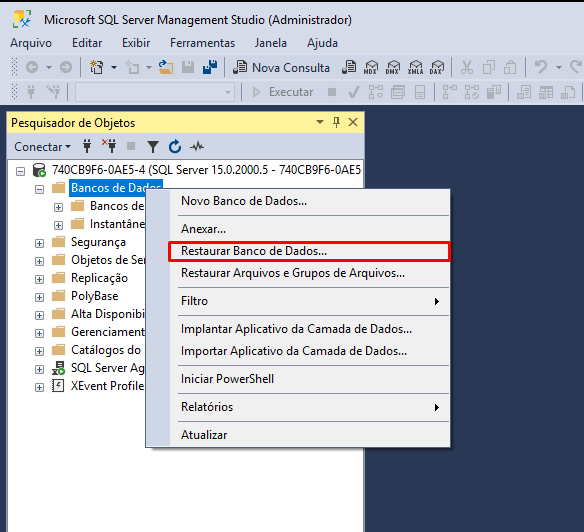 Microsoft SQL Server Management Studio (Administrador)
Arquivo Editar Exibir Ferramentas Janela Ajuda
Nova Consulta MDX DMX XMLA DAX
Executar
Pesquisador de Objetos
Conectar
740CB9F6-0AE5-4 (SQL Server 15.0.2000.5 - 740CB9F6-0AE5
Bancos de Dados
Bancos de
Instantâne
Segurança
Objetos de Ser
Replicação
PolyBase
Alta Disponibi
Gerenciament
Catálogos do
SQL Server Ag
XEvent Profile
Novo Banco de Dados...
Anexar...
Restaurar Banco de Dados...
Restaurar Arquivos e Grupos de Arquivos...
Filtro
Implantar Aplicativo da Camada de Dados...
Importar Aplicativo da Camada de Dados...
Iniciar PowerShell
Relatórios
Atualizar